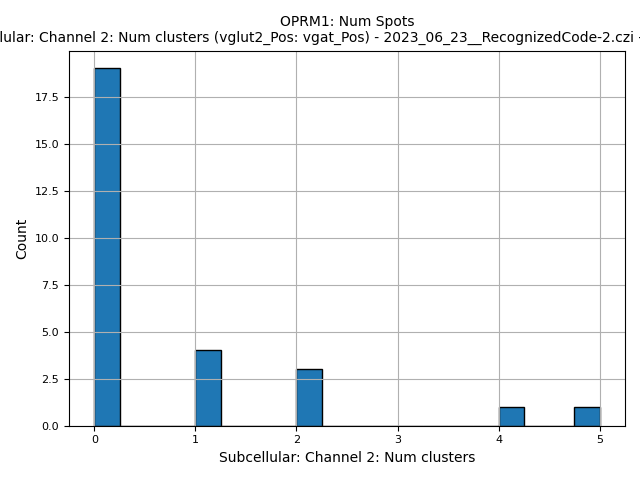 OPRM1: Num Spots
llular: Channel 2: Num clusters (vglut2_Pos: vgat_Pos) - 2023_06_23__RecognizedCode-2.czi -
17.5
15.0
12.5
10.0
7.5
5.0
2.5
0.0
Count
0 1 2 3 4 5
Subcellular: Channel 2: Num clusters